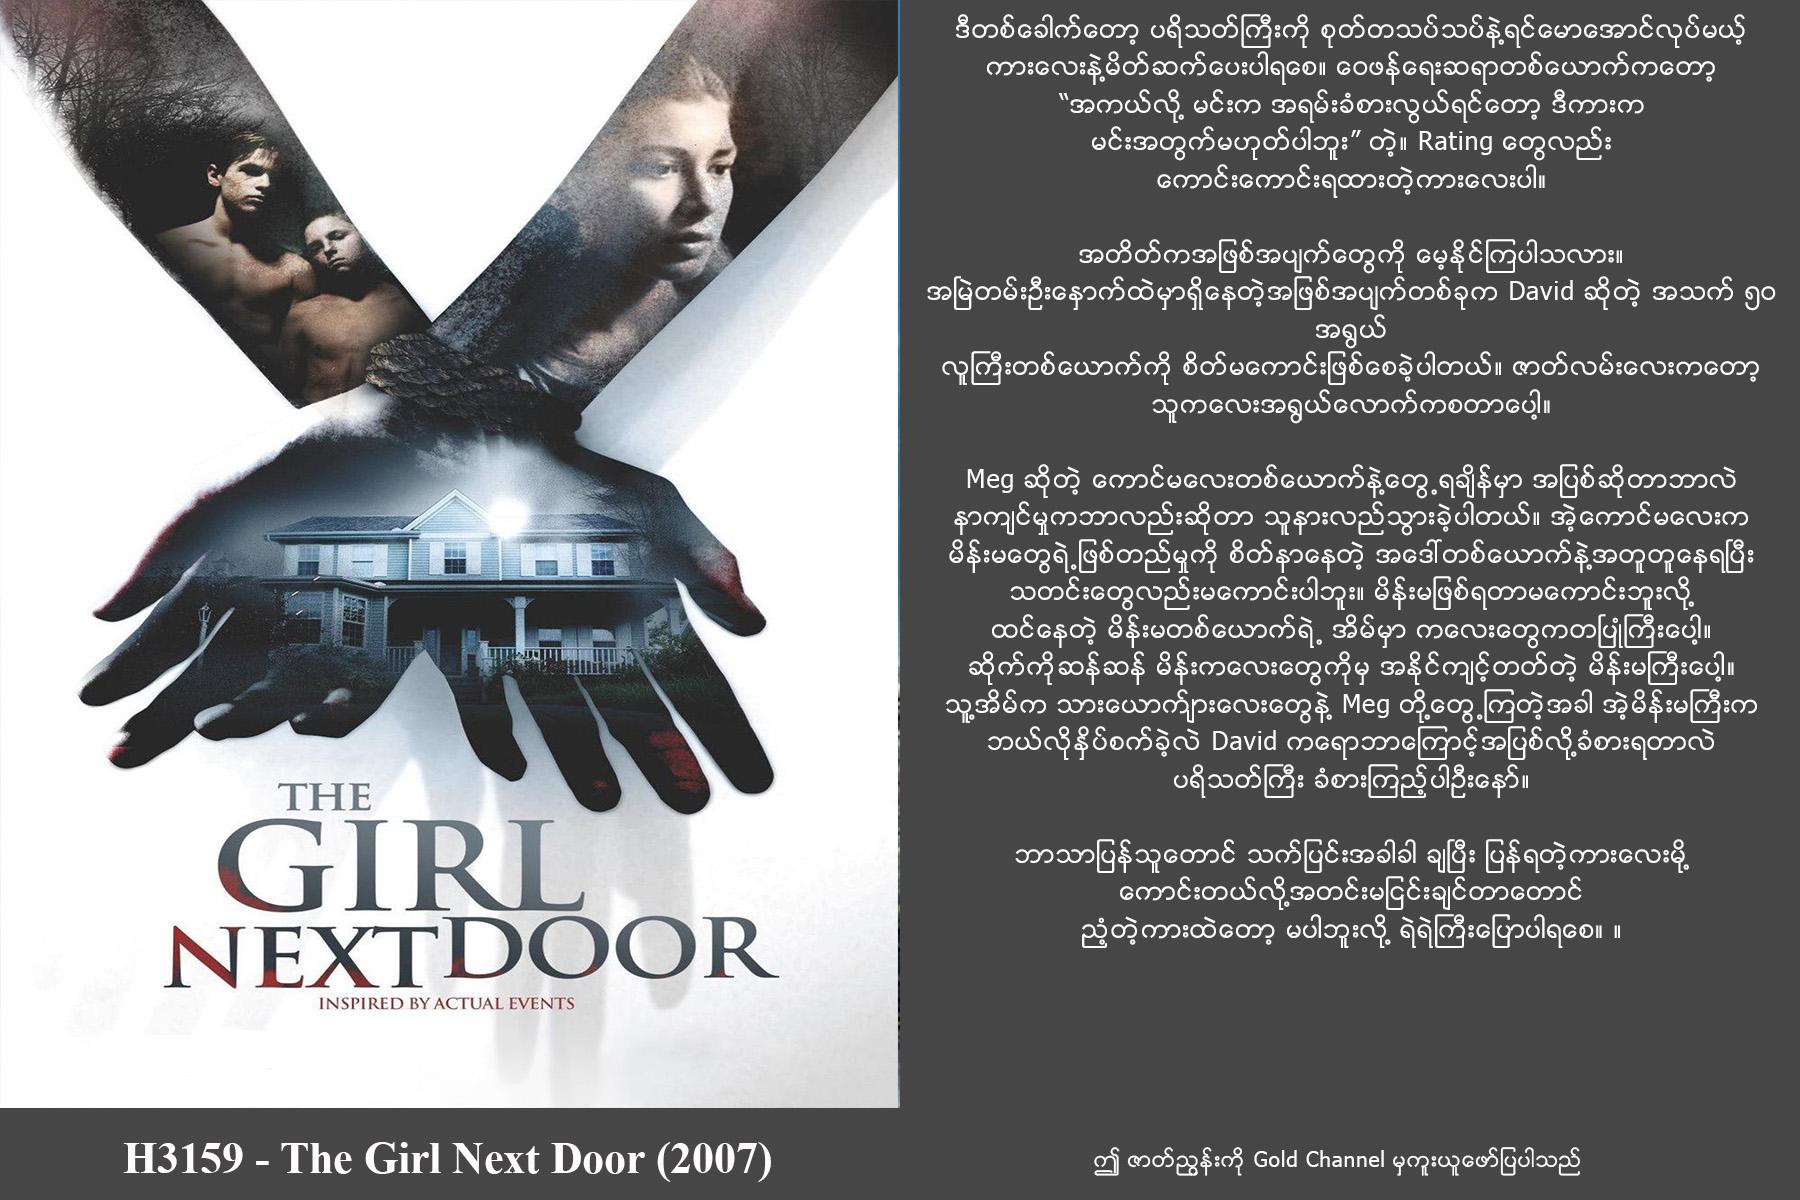 THE
GIRL
NEXT DOOR
INSPIRED BY ACTUAL EVENTS
H3159 - The Girl Next Door (2007)
ဒီတစ်ခေါက်တော့ ပရိသတ်ကြီးကို စုတ်တသပ်သပ်နဲ့ရင်မောအောင်လုပ်မယ့်
ကားလေးနဲ့မိတ်ဆက်ပေးပါရစေ။ ဝေဖန်ရေးဆရာတစ်ယောက်ကတော့
“အကယ်လို့ မင်းက အရမ်းခံစားလွယ်ရင်တော့ ဒီကားက
မင်းအတွက်မဟုတ်ပါဘူး” တဲ့။ Rating တွေလည်း
ကောင်းကောင်းရထားတဲ့ကားလေးပါ။
အတိတ်ကအဖြစ်အပျက်တွေကို မေ့နိုင်ကြပါသလား။
အမြဲတမ်းဦးနှောက်ထဲမှာရှိနေတဲ့အဖြစ်အပျက်တစ်ခုက David ဆိုတဲ့ အသက် ၅၀
အရွယ်
လူကြီးတစ်ယောက်ကို စိတ်မကောင်းဖြစ်စေခဲ့ပါတယ်။ ဇာတ်လမ်းလေးကတော့
သူကလေးအရွယ်လောက်ကစတာပေါ့။
Meg ဆိုတဲ့ ကောင်မလေးတစ်ယောက်နဲ့တွေ့ရချိန်မှာ အပြစ်ဆိုတာဘာလဲ
နာကျင်မှုကဘာလည်းဆိုတာ သူနားလည်သွားခဲ့ပါတယ်။ အဲ့ကောင်မလေးက
မိန်းမတွေရဲ့ဖြစ်တည်မှုကို စိတ်နာနေတဲ့ အဒေါ်တစ်ယောက်နဲ့အတူတူနေရပြီး
သတင်းတွေလည်းမကောင်းပါဘူး။ မိန်းမဖြစ်ရတာမကောင်းဘူးလို့
ထင်နေတဲ့ မိန်းမတစ်ယောက်ရဲ့ အိမ်မှာ ကလေးတွေကတပြုံကြီးပေါ့။
ဆိုက်ကိုဆန်ဆန် မိန်းကလေးတွေကိုမှ အနိုင်ကျင့်တတ်တဲ့ မိန်းမကြီးပေါ့။
သူ့အိမ်က သားယောကျ်ားလေးတွေနဲ့ Meg တို့တွေ့ကြတဲ့အခါ အဲ့မိန်းမကြီးက
ဘယ်လိုနှိပ်စက်ခဲ့လဲ David ကရောဘာကြောင့်အပြစ်လို့ခံစားရတာလဲ
ပရိသတ်ကြီး ခံစားကြည့်ပါဦးနော်။
ဘာသာပြန်သူတောင် သက်ပြင်းအခါခါ ချပြီး ပြန်ရတဲ့ကားလေးမို့
ကောင်းတယ်လို့အတင်းမငြင်းချင်တာတောင်
ညံ့တဲ့ကားထဲတော့ မပါဘူးလို့ ရဲရဲကြီးပြောပါရစေ။ ။
ဤ ဇာတ်ညွှန်းကို Gold Channel မှကူးယူဖော်ပြပါသည်